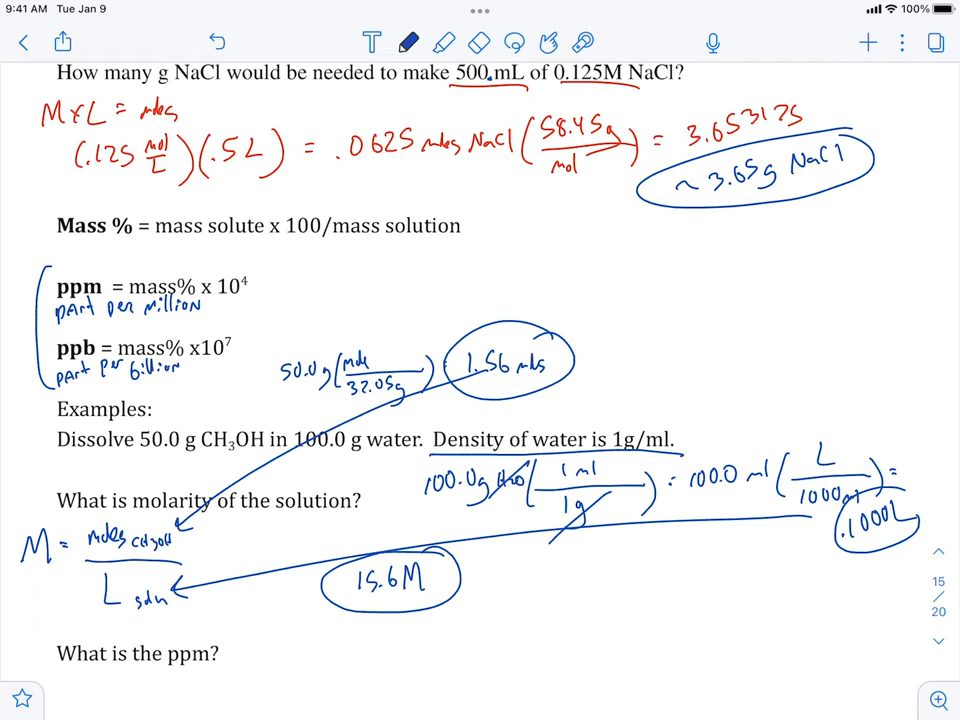 9:41 AM Tue Jan 9 100%
How many g NaCl would be needed to make 500.mL of 0.125M NaCl?
M x L = moles
(.125 mol/L)(.5L) = .0625 moles NaCl (58.45g/mol) = 3.653125
~ 3.65g NaCl
Mass % = mass solute x 100/mass solution
ppm = mass% x 10⁴
part per million
ppb = mass% x10⁷
part per billion
50.0g (mole/32.05g) = 1.56 mols
Examples:
Dissolve 50.0 g CH₃OH in 100.0 g water. Density of water is 1g/ml.
100.0g H₂O (1 ml/1g) = 100.0 ml (L/1000ml) =
.1000L
What is molarity of the solution?
M = moles CH3OH / L soln
15.6M
What is the ppm?
15
/
20